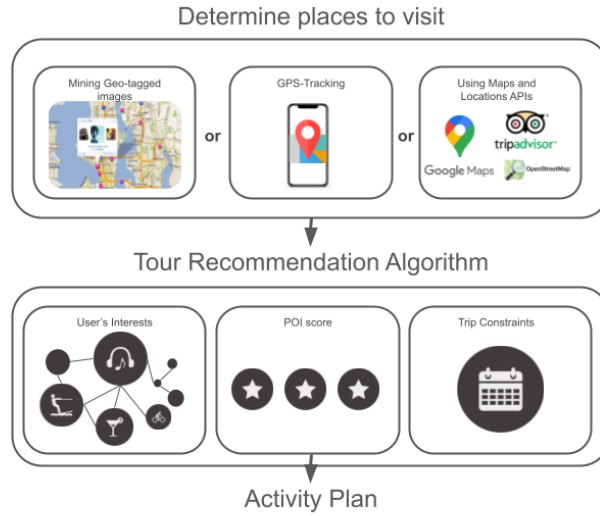 Determine places to visit
Mining Geo-tagged
images
or
GPS-Tracking
or
Using Maps and
Locations APIs
Google Maps
tripadvisor
OpenStreetMap
Tour Recommendation Algorithm
User's Interests
POI score
Trip Constraints
Activity Plan